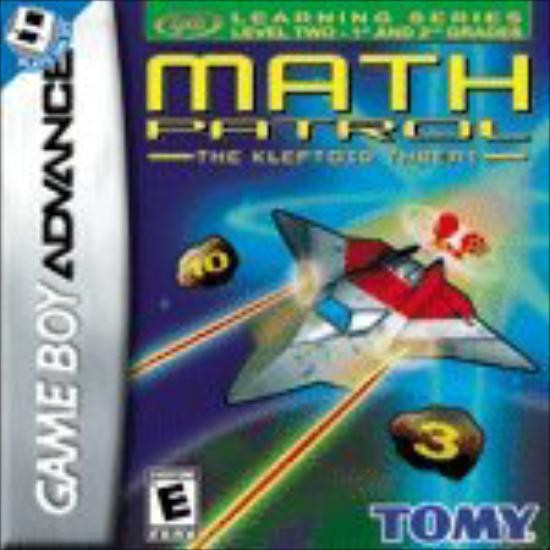 LEARNING SERIES
LEVEL TWO - 1st AND 2nd GRADES
MATH
PATROL
THE KLEPTOID THREAT
GAME BOY ADVANCE
10
3
E
TOMY